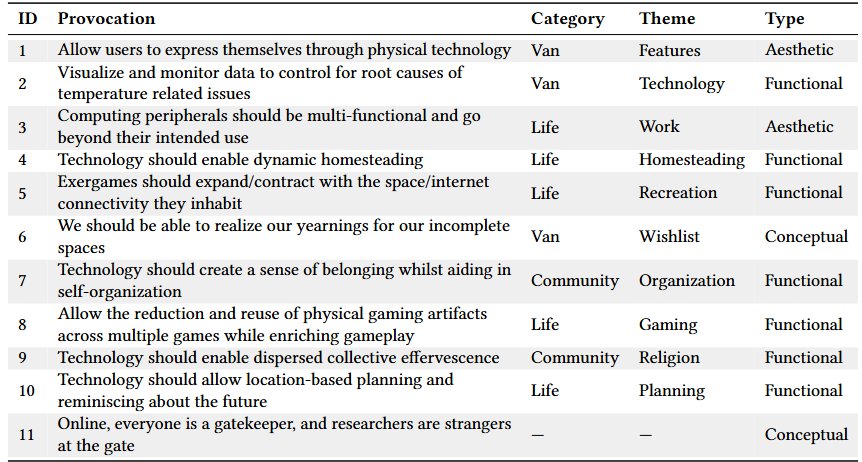 ID Provocation Category Theme Type
1 Allow users to express themselves through physical technology Van Features Aesthetic
2 Visualize and monitor data to control for root causes of temperature related issues Van Technology Functional
3 Computing peripherals should be multi-functional and go beyond their intended use Life Work Aesthetic
4 Technology should enable dynamic homesteading Life Homesteading Functional
5 Exergames should expand/contract with the space/internet connectivity they inhabit Life Recreation Functional
6 We should be able to realize our yearnings for our incomplete spaces Van Wishlist Conceptual
7 Technology should create a sense of belonging whilst aiding in self-organization Community Organization Functional
8 Allow the reduction and reuse of physical gaming artifacts across multiple games while enriching gameplay Life Gaming Functional
9 Technology should enable dispersed collective effervescence Community Religion Functional
10 Technology should allow location-based planning and reminiscing about the future Life Planning Functional
11 Online, everyone is a gatekeeper, and researchers are strangers at the gate — — Conceptual